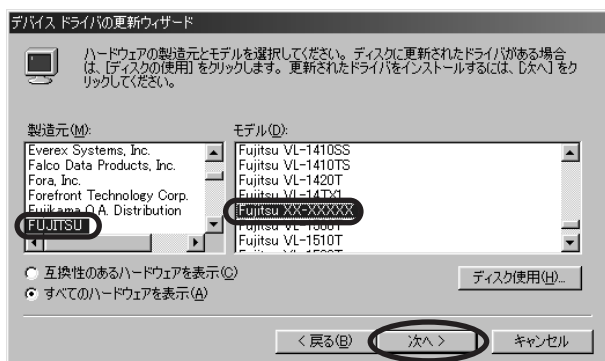 デバイス ドライバの更新ウィザード
ハードウェアの製造元とモデルを選択してください。ディスクに更新されたドライバがある場合
は、[ディスクの使用] をクリックします。更新されたドライバをインストールするには、[次へ] をク
リックしてください。
製造元(M):
Everex Systems, Inc.
Falco Data Products, Inc.
Fora, Inc.
Forefront Technology Corp.
Fujikama O.A. Distribution
FUJITSU
モデル(D):
Fujitsu VL-1410SS
Fujitsu VL-1410TS
Fujitsu VL-1420T
Fujitsu VL-14TX1
Fujitsu XX-XXXXX
Fujitsu VL-1510T
互換性のあるハードウェアを表示(C)
すべてのハードウェアを表示(A)
ディスク使用(H)...
< 戻る(B)
次へ >
キャンセル